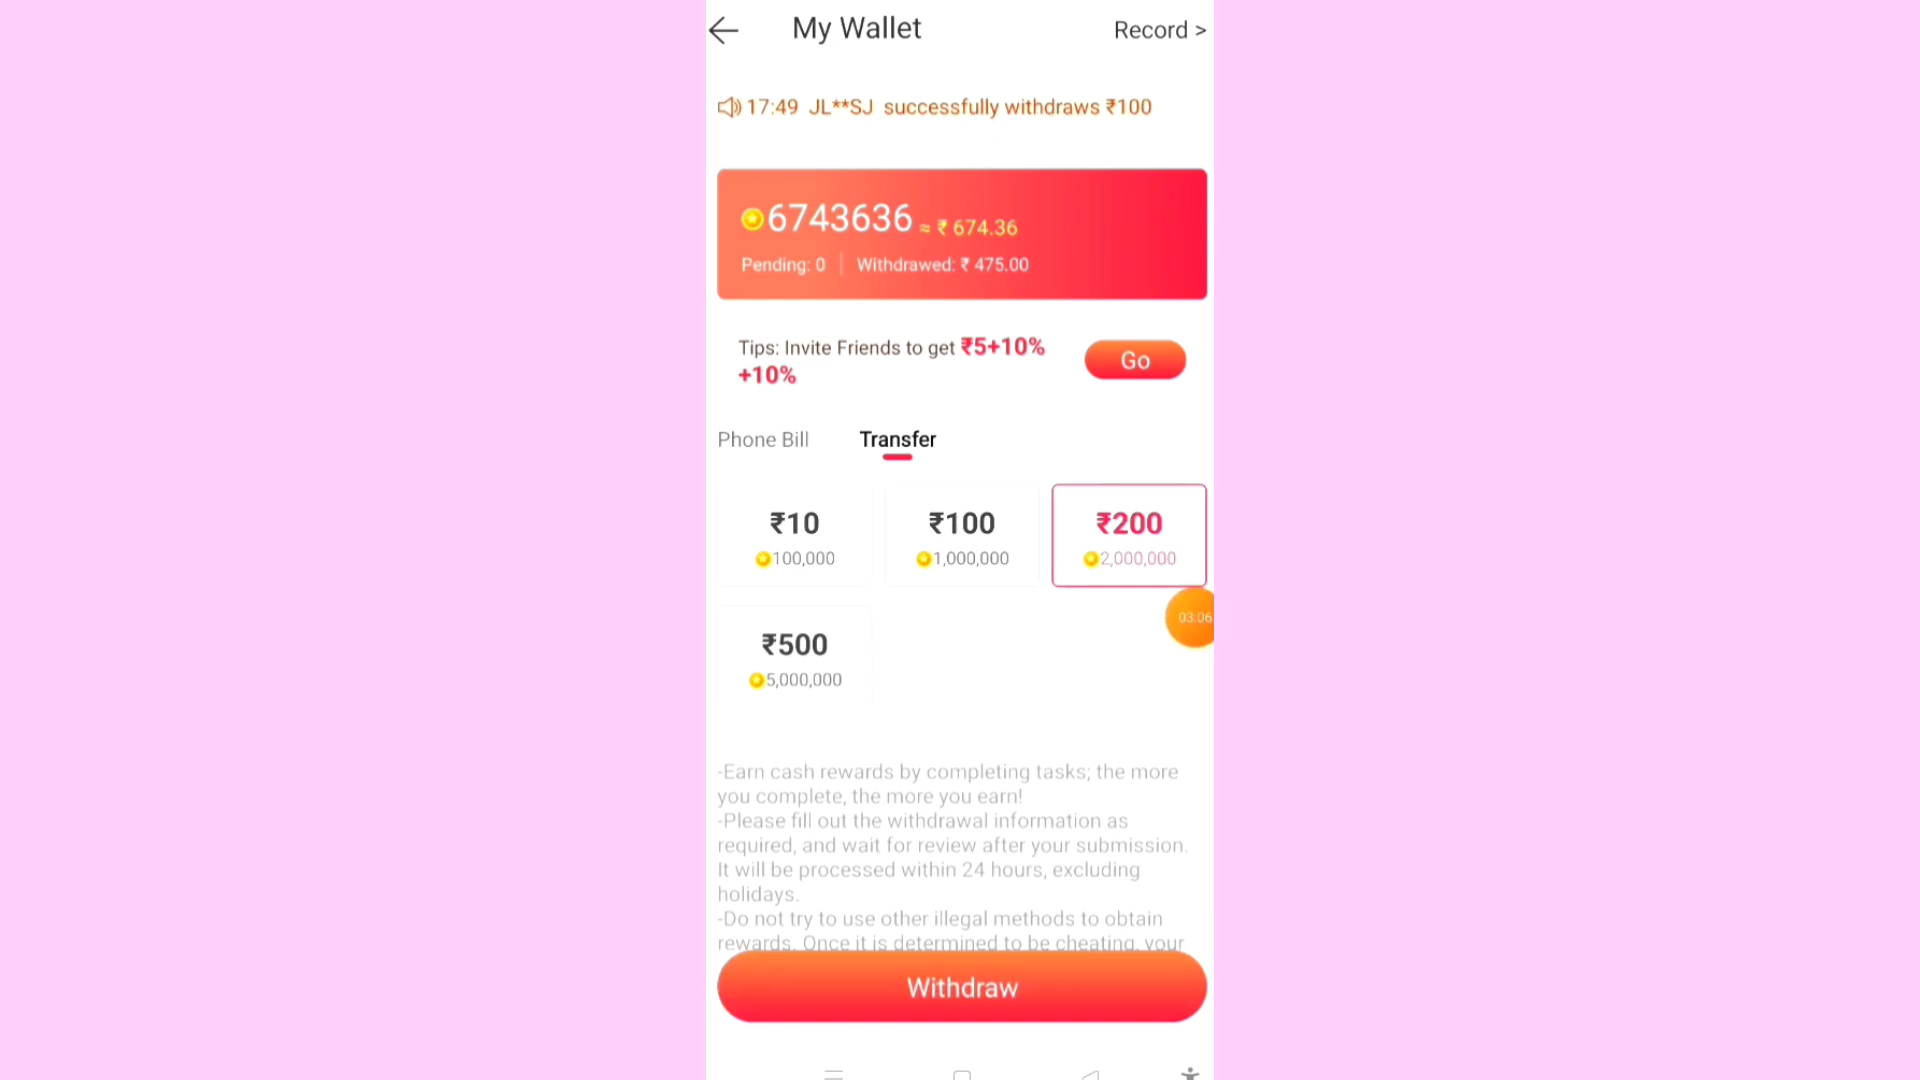 My Wallet
Record >
17:49 JL**SJ successfully withdraws ₹100
6743636 ≈ ₹ 674.36
Pending: 0 | Withdrawed: ₹ 475.00
Tips: Invite Friends to get ₹5+10%
+10%
Go
Phone Bill
Transfer
₹10
100,000
₹100
1,000,000
₹200
2,000,000
03:06
₹500
5,000,000
-Earn cash rewards by completing tasks; the more
you complete, the more you earn!
-Please fill out the withdrawal information as
required, and wait for review after your submission.
It will be processed within 24 hours, excluding
holidays.
-Do not try to use other illegal methods to obtain
rewards. Once it is determined to be cheating, your
Withdraw